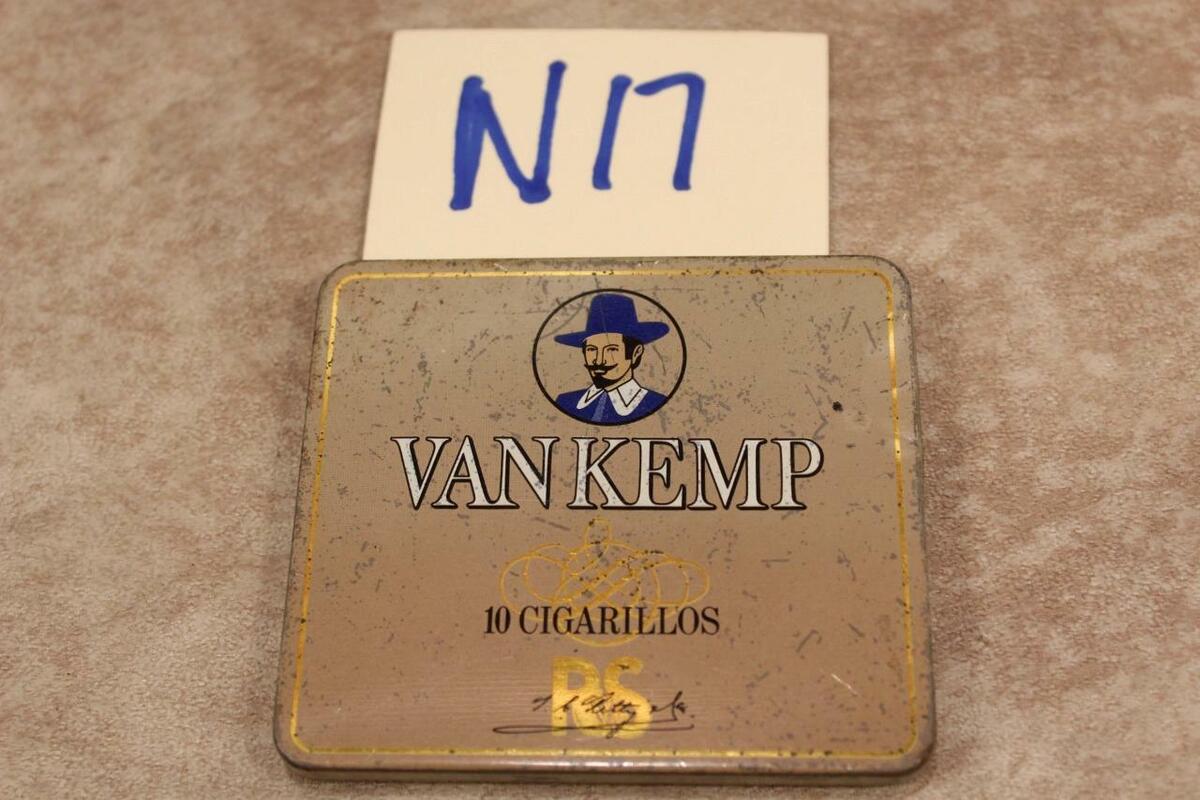 N17
VAN KEMP
10 CIGARILLOS
RS